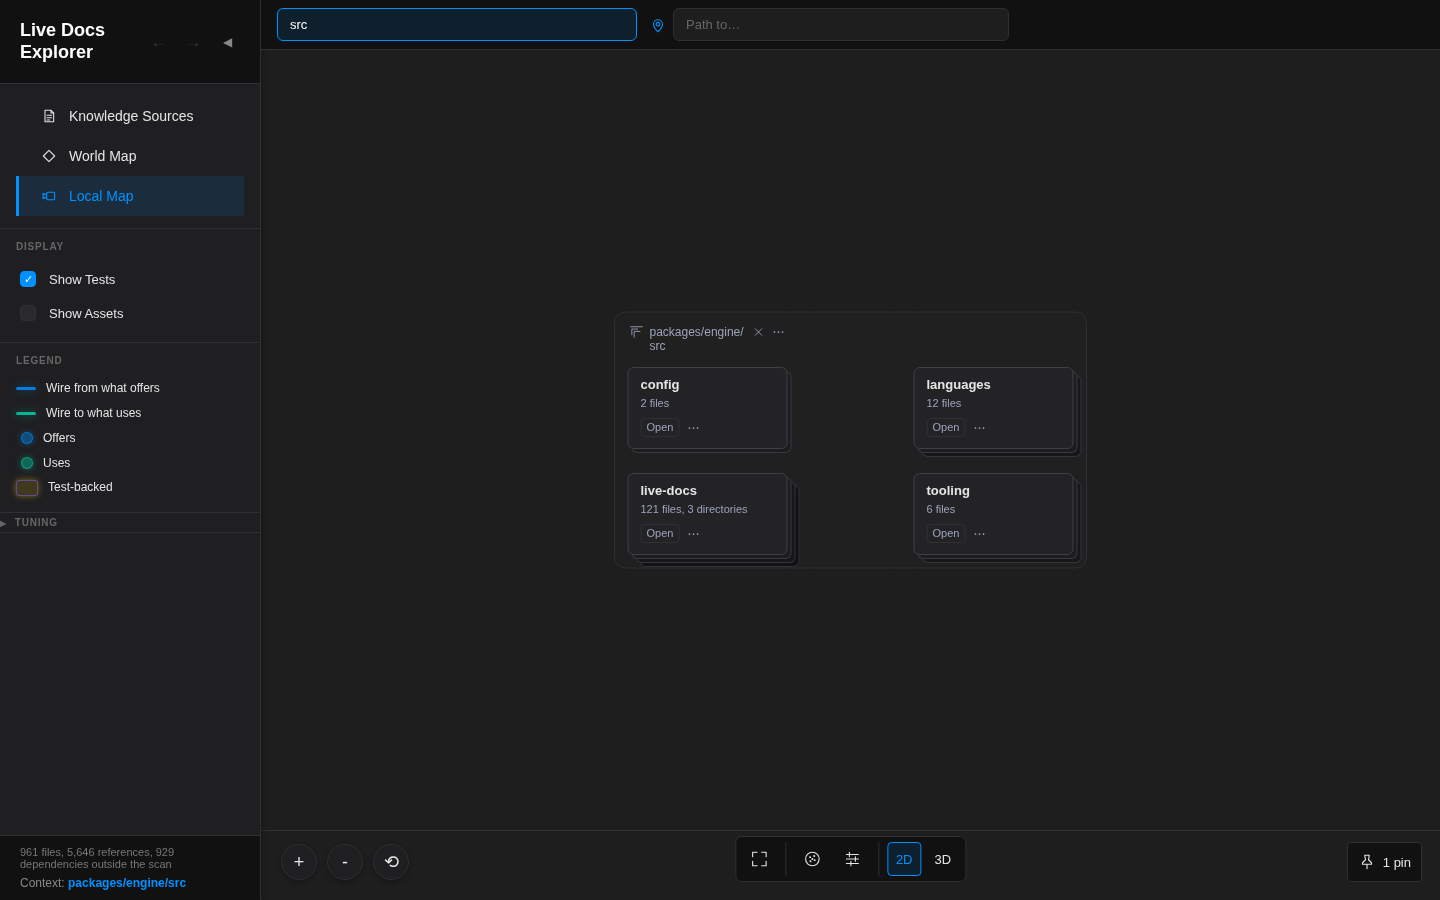 Live Docs
Explorer
← → ◀
Knowledge Sources
World Map
Local Map
DISPLAY
✓ Show Tests
Show Assets
LEGEND
Wire from what offers
Wire to what uses
Offers
Uses
Test-backed
▶ TUNING
961 files, 5,646 references, 929
dependencies outside the scan
Context: packages/engine/src
src
Path to…
packages/engine/
src
config
2 files
Open ⋯
languages
12 files
Open ⋯
live-docs
121 files, 3 directories
Open ⋯
tooling
6 files
Open ⋯
+ - ⟲
2D 3D
1 pin